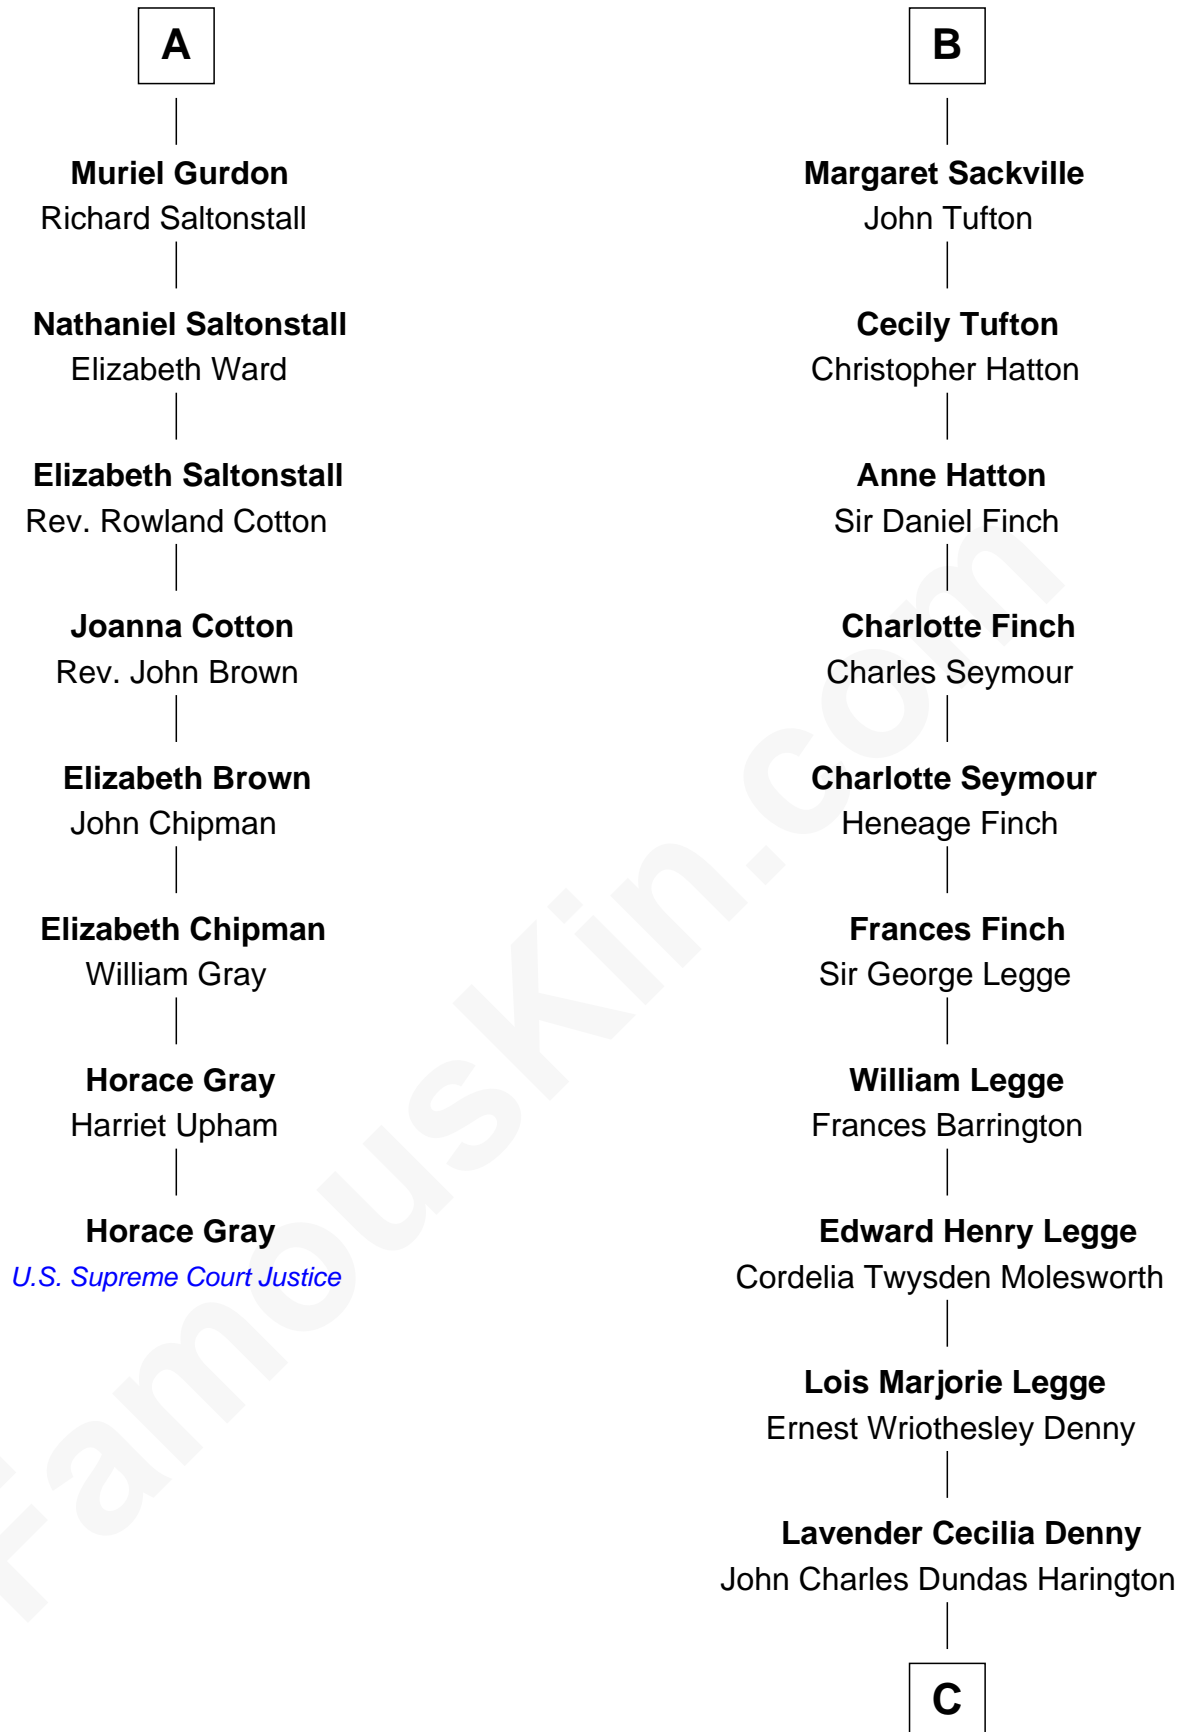 A
Muriel Gurdon
Richard Saltonstall
Nathaniel Saltonstall
Elizabeth Ward
Elizabeth Saltonstall
Rev. Rowland Cotton
Joanna Cotton
Rev. John Brown
Elizabeth Brown
John Chipman
Elizabeth Chipman
William Gray
Horace Gray
Harriet Upham
Horace Gray
U.S. Supreme Court Justice
B
Margaret Sackville
John Tufton
Cecily Tufton
Christopher Hatton
Anne Hatton
Sir Daniel Finch
Charlotte Finch
Charles Seymour
Charlotte Seymour
Heneage Finch
Frances Finch
Sir George Legge
William Legge
Frances Barrington
Edward Henry Legge
Cordelia Twysden Molesworth
Lois Marjorie Legge
Ernest Wriothesley Denny
Lavender Cecilia Denny
John Charles Dundas Harington
C
FamousKin.com